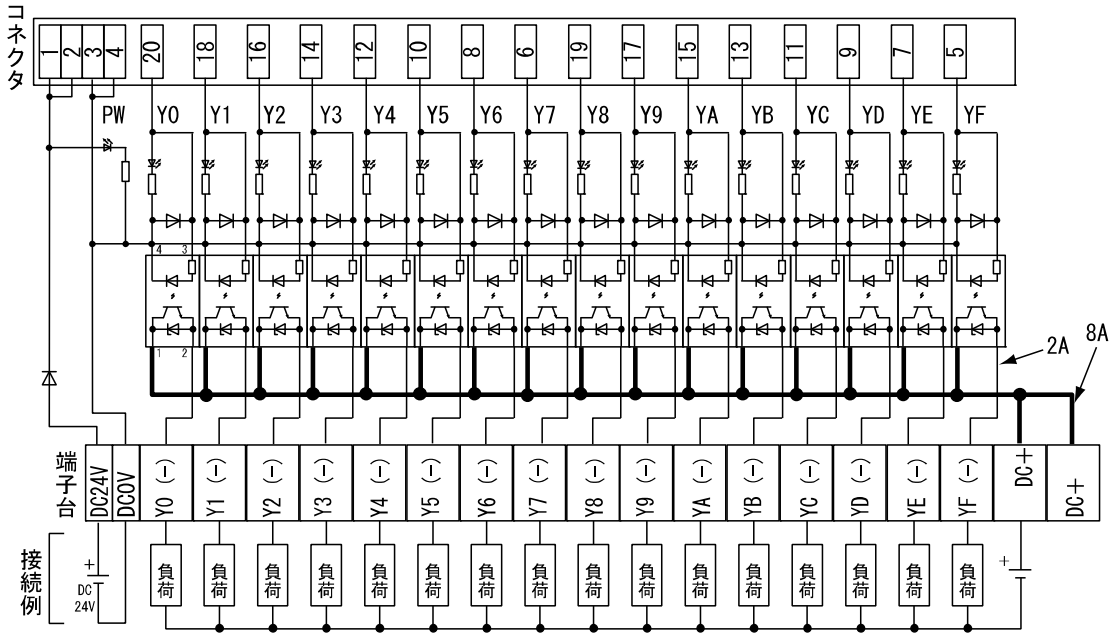 コネクタ
1 2 3 4 20 18 16 14 12 10 8 6 19 17 15 13 11 9 7 5
PW Y0 Y1 Y2 Y3 Y4 Y5 Y6 Y7 Y8 Y9 YA YB YC YD YE YF
4 3
1 2
2A 8A
端子台
DC24V DC0V Y0 (-) Y1 (-) Y2 (-) Y3 (-) Y4 (-) Y5 (-) Y6 (-) Y7 (-) Y8 (-) Y9 (-) YA (-) YB (-) YC (-) YD (-) YE (-) YF (-) DC+ DC+
接続例
+ DC 24V
負荷 負荷 負荷 負荷 負荷 負荷 負荷 負荷 負荷 負荷 負荷 負荷 負荷 負荷 負荷 負荷
+